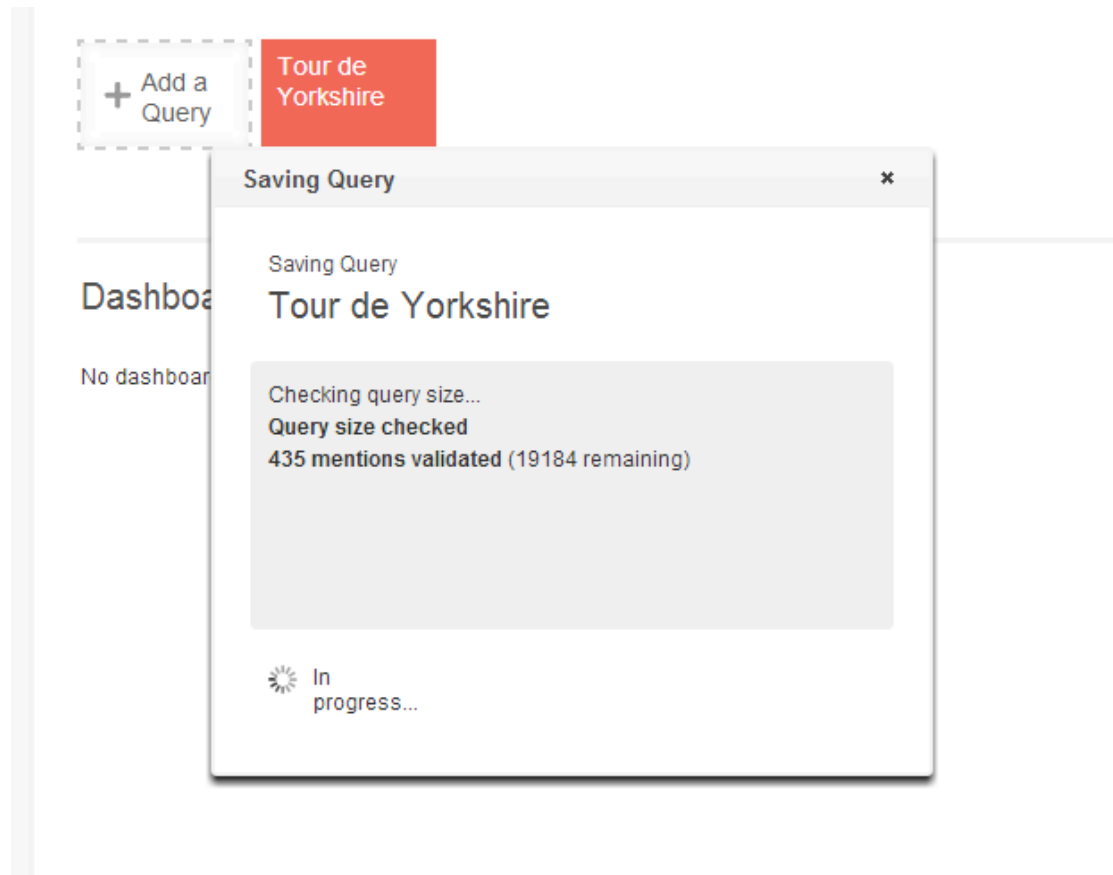 + Add a
Query
Tour de
Yorkshire
Saving Query
Saving Query
Tour de Yorkshire
Dashboa
No dashboar
Checking query size...
Query size checked
435 mentions validated (19184 remaining)
In
progress...